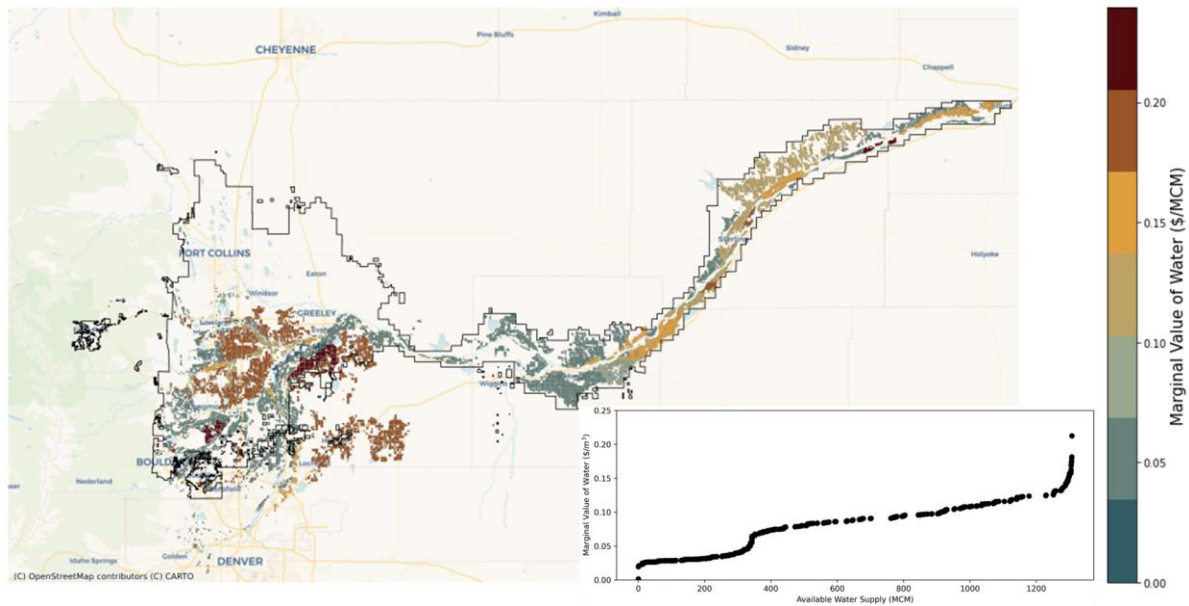 Kimball
Pine Bluffs
CHEYENNE
Sidney
Chappell
FORT COLLINS
Eaton
Holyoke
Windsor
GREELEY
Wiggins
Nederland
Golden
Idaho Springs
DENVER
(C) OpenStreetMap contributors (C) CARTO
0.20
0.15
0.10
0.05
0.00
Marginal Value of Water ($/MCM)
0.25
0.20
0.15
0.10
0.05
0.00
Marginal Value of Water ($/m³)
0 200 400 600 800 1000 1200
Available Water Supply (MCM)